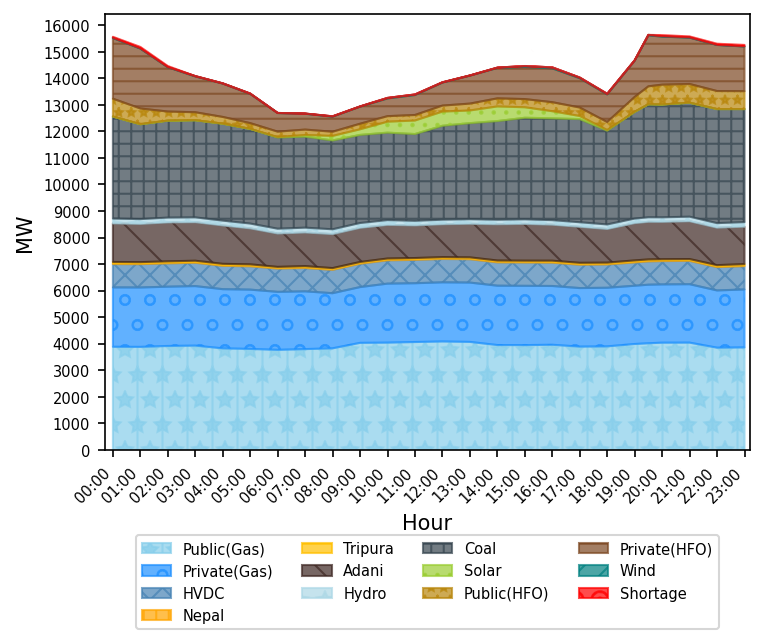 16000
15000
14000
13000
12000
11000
10000
9000
8000
7000
6000
5000
4000
3000
2000
1000
0
MW
00:00 01:00 02:00 03:00 04:00 05:00 06:00 07:00 08:00 09:00 10:00 11:00 12:00 13:00 14:00 15:00 16:00 17:00 18:00 19:00 20:00 21:00 22:00 23:00
Hour
Public(Gas) Tripura Coal Private(HFO)
Private(Gas) Adani Solar Wind
HVDC Hydro Public(HFO) Shortage
Nepal